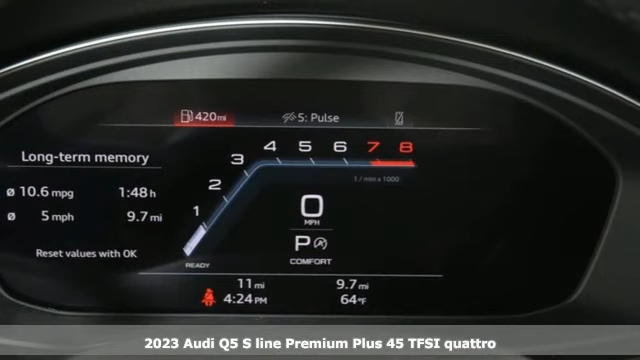 420mi
5: Pulse
Long-term memory
ø 10.6 mpg 1:48 h
ø 5 mph 9.7 mi
Reset values with OK
1 2 3 4 5 6 7 8
1 / min x 1000
0
MPH
P
COMFORT
READY
11 mi 9.7 mi
4:24 PM 64°F
2023 Audi Q5 S line Premium Plus 45 TFSI quattro